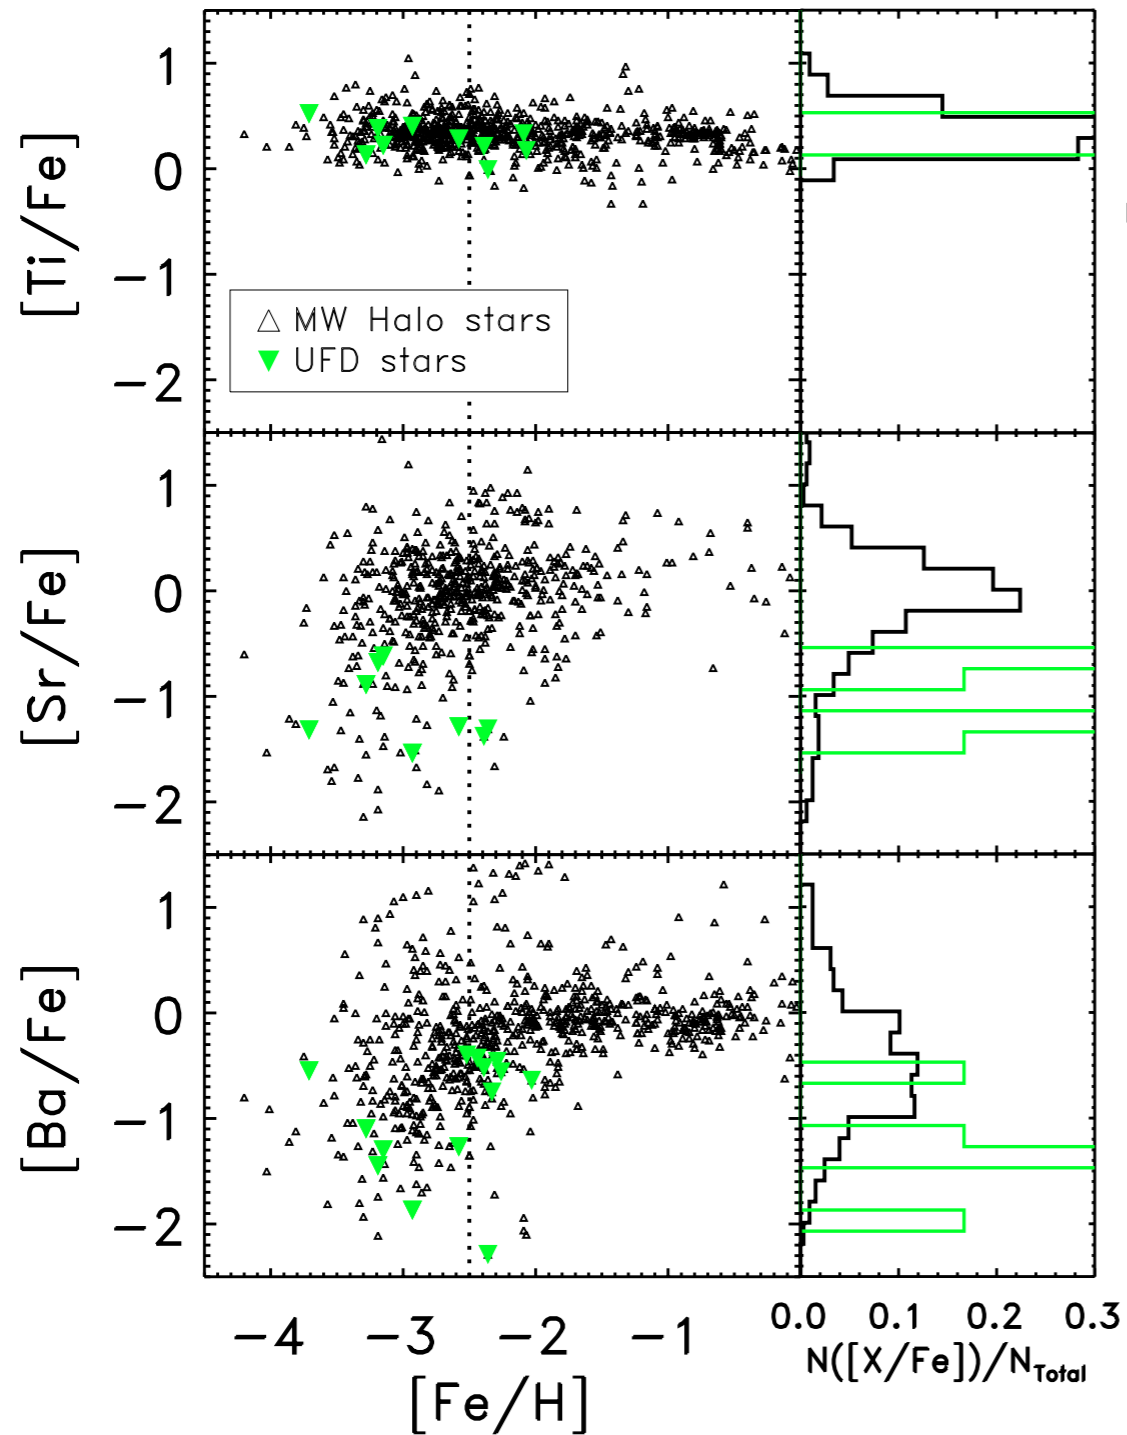 [Ti/Fe]
1
0
−1
−2
△ MW Halo stars
▼ UFD stars
[Sr/Fe]
1
0
−1
−2
[Ba/Fe]
1
0
−1
−2
−4 −3 −2 −1
0.0 0.1 0.2 0.3
[Fe/H]
N([X/Fe])/N_Total